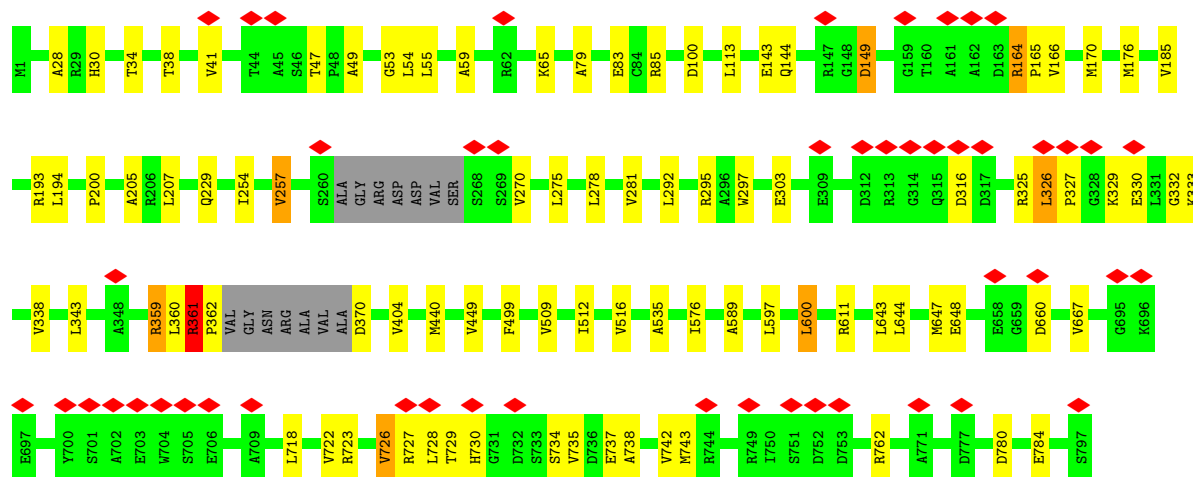 M1 A28 R29 H30 T34 T38 V41 T44 A45 S46 T47 P48 A49 G53 L54 L55 A59 R62 K65 A79 E83 C84 R85 D100 L113 E143 Q144 R147 G148 D149 G159 T160 A161 A162 D163 R164 P165 V166 M170 M176 V185
R193 L194 P200 A205 R206 L207 Q229 I254 V257 S260 ALA GLY ARG ASP ASP VAL SER S268 S269 V270 L275 L278 V281 L292 R295 A296 W297 E303 E309 D312 R313 G314 Q315 D316 D317 R325 L326 P327 G328 K329 E330 L331 G332 K333
V338 L343 A348 R359 L360 R361 P362 VAL GLY ASN ARG ALA VAL ALA D370 V404 M440 V449 F499 V509 I512 V516 A535 I576 A589 L597 L600 R611 L643 L644 M647 E648 E658 G659 D660 V667 G695 K696
E697 Y700 S701 A702 E703 W704 S705 E706 A709 L718 V722 R723 V726 R727 L728 T729 H730 G731 D732 S733 S734 V735 D736 E737 A738 V742 M743 R744 R749 I750 S751 D752 D753 R762 A771 D777 D780 E784 S797